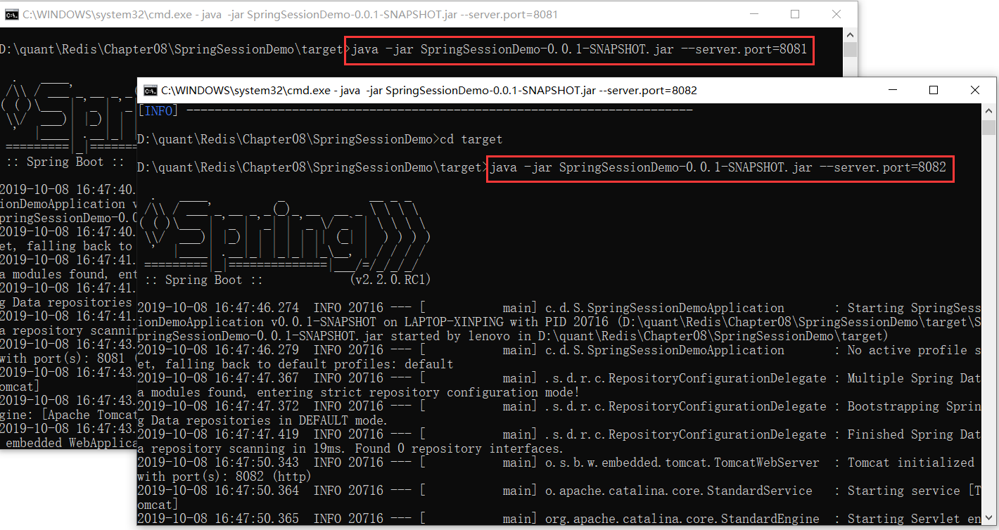 C:\WINDOWS\system32\cmd.exe - java -jar SpringSessionDemo-0.0.1-SNAPSHOT.jar --server.port=8081
D:\quant\Redis\Chapter08\SpringSessionDemo\target>java -jar SpringSessionDemo-0.0.1-SNAPSHOT.jar --server.port=8081
:: Spring Boot ::
2019-10-08 16:47:40.
ionDemoApplication v
pringSessionDemo-0.0
2019-10-08 16:47:40.
et, falling back to
2019-10-08 16:47:41.
a modules found, ent
2019-10-08 16:47:41.
g Data repositories
2019-10-08 16:47:41.
a repository scannin
2019-10-08 16:47:43.
with port(s): 8081 (
2019-10-08 16:47:43.
omcat]
2019-10-08 16:47:43.
gine: [Apache Tomcat
2019-10-08 16:47:43.
embedded WebApplica
C:\WINDOWS\system32\cmd.exe - java -jar SpringSessionDemo-0.0.1-SNAPSHOT.jar --server.port=8082
[INFO] ------------------------------------------------------------------------
D:\quant\Redis\Chapter08\SpringSessionDemo>cd target
D:\quant\Redis\Chapter08\SpringSessionDemo\target>java -jar SpringSessionDemo-0.0.1-SNAPSHOT.jar --server.port=8082
:: Spring Boot :: (v2.2.0.RC1)
2019-10-08 16:47:46.274 INFO 20716 --- [ main] c.d.S.SpringSessionDemoApplication : Starting SpringSess
ionDemoApplication v0.0.1-SNAPSHOT on LAPTOP-XINPING with PID 20716 (D:\quant\Redis\Chapter08\SpringSessionDemo\target\S
pringSessionDemo-0.0.1-SNAPSHOT.jar started by lenovo in D:\quant\Redis\Chapter08\SpringSessionDemo\target)
2019-10-08 16:47:46.279 INFO 20716 --- [ main] c.d.S.SpringSessionDemoApplication : No active profile s
et, falling back to default profiles: default
2019-10-08 16:47:47.367 INFO 20716 --- [ main] .s.d.r.c.RepositoryConfigurationDelegate : Multiple Spring Dat
a modules found, entering strict repository configuration mode!
2019-10-08 16:47:47.372 INFO 20716 --- [ main] .s.d.r.c.RepositoryConfigurationDelegate : Bootstrapping Sprin
g Data repositories in DEFAULT mode.
2019-10-08 16:47:47.419 INFO 20716 --- [ main] .s.d.r.c.RepositoryConfigurationDelegate : Finished Spring Dat
a repository scanning in 19ms. Found 0 repository interfaces.
2019-10-08 16:47:50.343 INFO 20716 --- [ main] o.s.b.w.embedded.tomcat.TomcatWebServer : Tomcat initialized
with port(s): 8082 (http)
2019-10-08 16:47:50.364 INFO 20716 --- [ main] o.apache.catalina.core.StandardService : Starting service [T
omcat]
2019-10-08 16:47:50.365 INFO 20716 --- [ main] org.apache.catalina.core.StandardEngine : Starting Servlet en